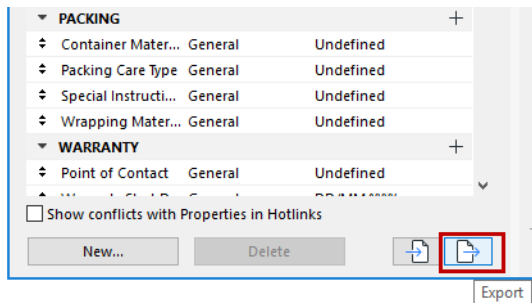 PACKING
Container Mater... General Undefined
Packing Care Type General Undefined
Special Instructi... General Undefined
Wrapping Mater... General Undefined
WARRANTY
Point of Contact General Undefined
Show conflicts with Properties in Hotlinks
New... Delete
Export